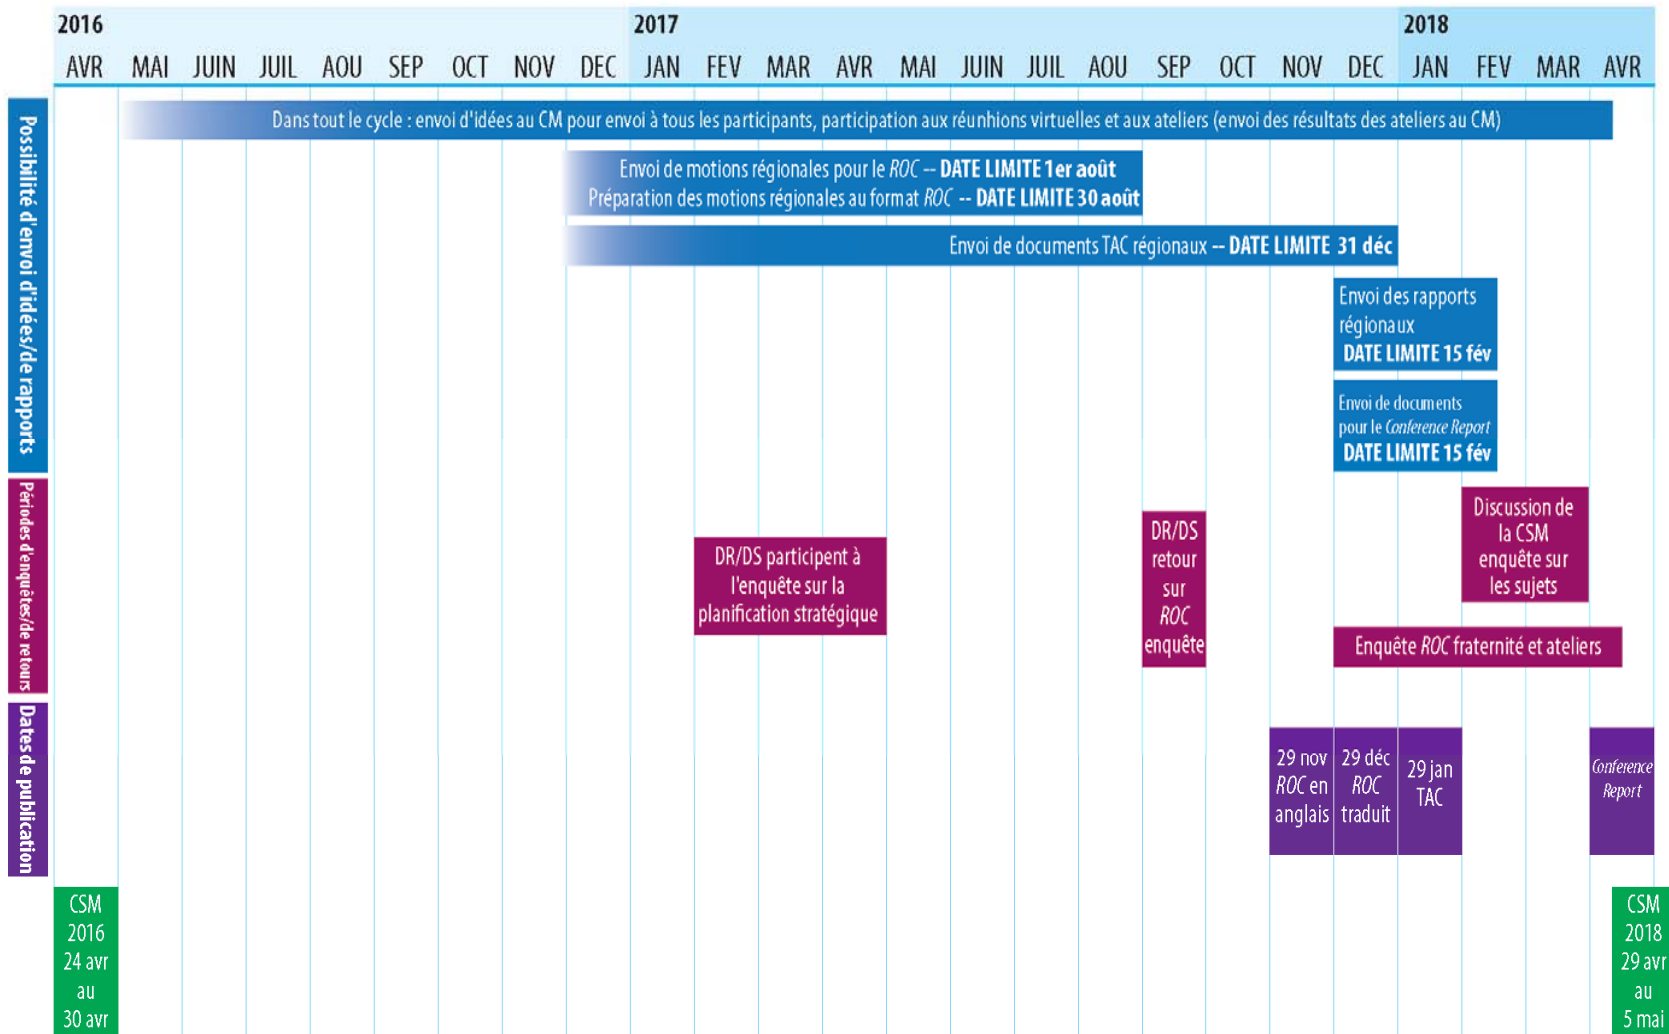 2016 2017 2018
AVR MAI JUIN JUIL AOU SEP OCT NOV DEC JAN FEV MAR AVR MAI JUIN JUIL AOU SEP OCT NOV DEC JAN FEV MAR AVR
Possibilité d'envoi d'idées/de rapports
Dans tout le cycle : envoi d'idées au CM pour envoi à tous les participants, participation aux réunhions virtuelles et aux ateliers (envoi des résultats des ateliers au CM)
Envoi de motions régionales pour le ROC -- DATE LIMITE 1er août
Préparation des motions régionales au format ROC -- DATE LIMITE 30 août
Envoi de documents TAC régionaux -- DATE LIMITE 31 déc
Envoi des rapports
régionaux
DATE LIMITE 15 fév
Envoi de documents
pour le Conference Report
DATE LIMITE 15 fév
Périodes d'enquêtes/de retours
DR/DS participent à
l'enquête sur la
planification stratégique
DR/DS
retour
sur
ROC
enquête
Discussion de
la CSM
enquête sur
les sujets
Enquête ROC fraternité et ateliers
Dates de publication
29 nov
ROC en
anglais
29 déc
ROC
traduit
29 jan
TAC
Conference
Report
CSM
2016
24 avr
au
30 avr
CSM
2018
29 avr
au
5 mai